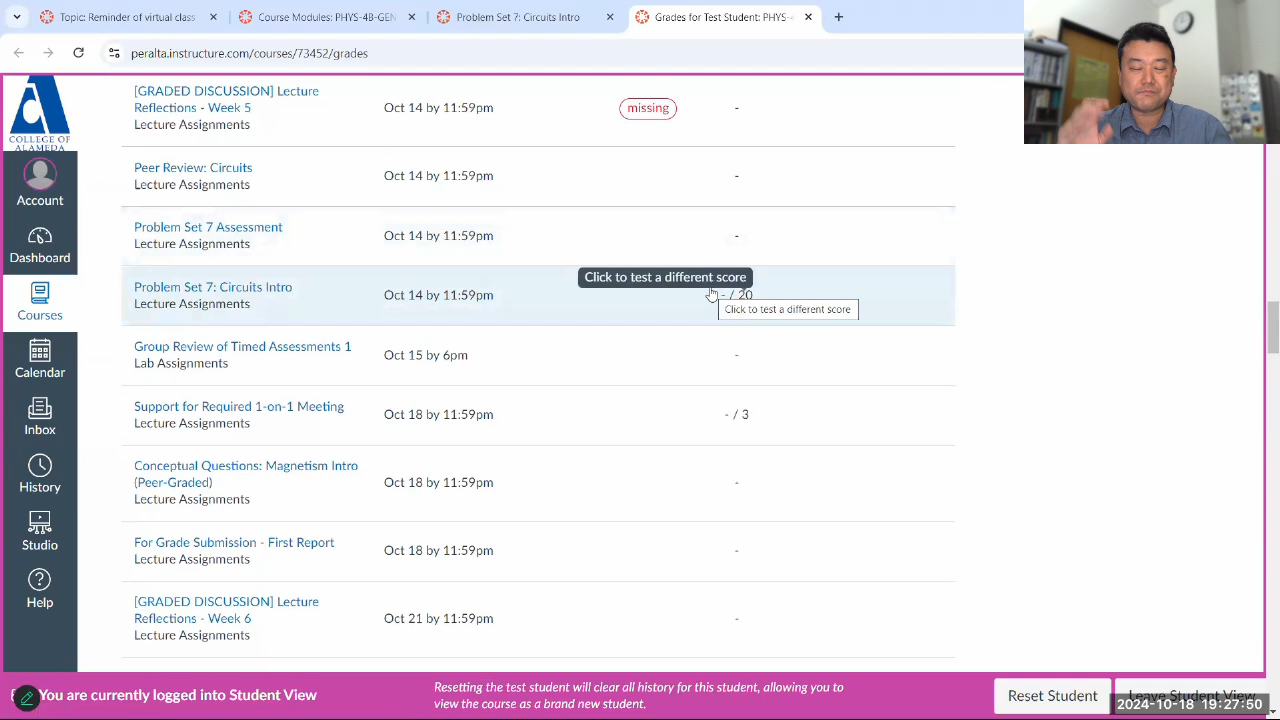 for class
College of Alameda: PHYS-4B-GEN
Problem Set 7: Circuits Intro
Grades for Test Student: PHYS-
peralta.instructure.com/courses/73452/grades
COLLEGE OF
ALAMEDA
Account
Dashboard
Courses
Calendar
Inbox
History
Studio
Help
[GRADED DISCUSSION] Lecture
Reflections - Week 5
Lecture Assignments
Oct 14 by 11:59pm
missing
-
Peer Review: Circuits
Lecture Assignments
Oct 14 by 11:59pm
-
Problem Set 7 Assessment
Lecture Assignments
Oct 14 by 11:59pm
-
Click to test a different score
Problem Set 7: Circuits Intro
Lecture Assignments
Oct 14 by 11:59pm
- / 20
Click to test a different score
Group Review of Timed Assessments 1
Lab Assignments
Oct 15 by 6pm
-
Support for Required 1-on-1 Meeting
Lecture Assignments
Oct 18 by 11:59pm
- / 3
Conceptual Questions: Magnetism Intro
(Peer-Graded)
Lecture Assignments
Oct 18 by 11:59pm
-
For Grade Submission - First Report
Lecture Assignments
Oct 18 by 11:59pm
-
[GRADED DISCUSSION] Lecture
Reflections - Week 6
Lecture Assignments
Oct 21 by 11:59pm
-
You are currently logged into Student View
Resetting the test student will clear all history for this student, allowing you to
view the course as a brand new student.
Reset Student
Leave Student View
2024-10-18 19:27:50